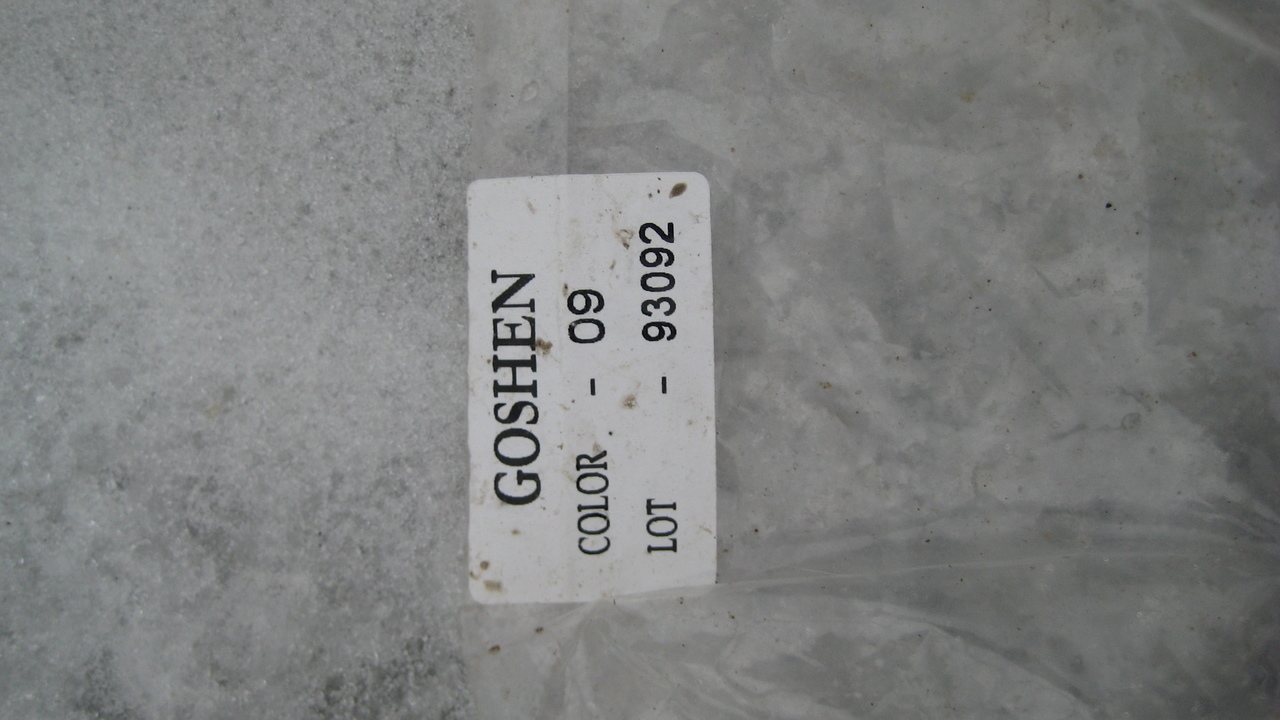 GOSHEN
COLOR - 09
LOT - 93092